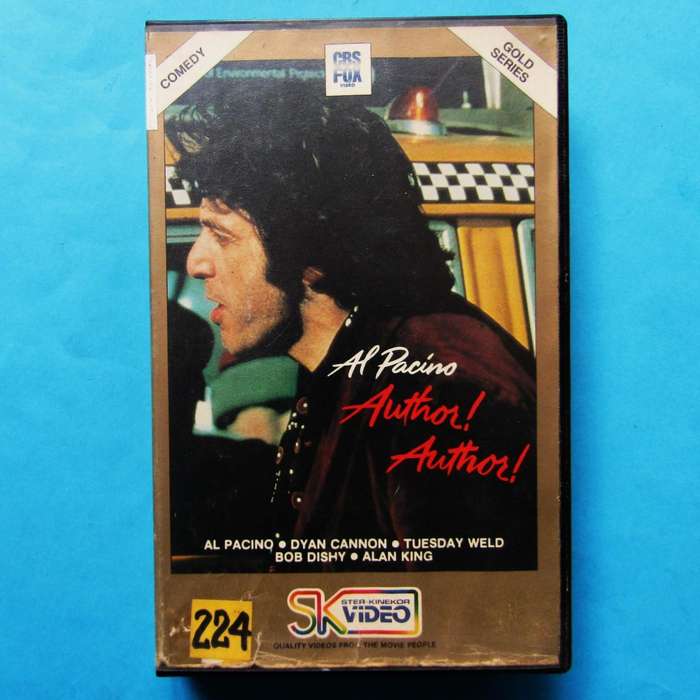 COMEDY
CBS
FOX
VIDEO
GOLD
SERIES
Environmental
Al Pacino
Author!
Author!
AL PACINO • DYAN CANNON • TUESDAY WELD
BOB DISHY • ALAN KING
SK
STER-KINEKOR
VIDEO
224
QUALITY VIDEOS FROM THE MOVIE PEOPLE